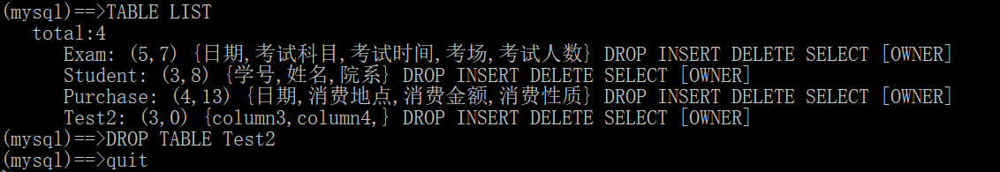 (mysql)==>TABLE LIST
total:4
Exam: (5,7) {日期,考试科目,考试时间,考场,考试人数} DROP INSERT DELETE SELECT [OWNER]
Student: (3,8) {学号,姓名,院系} DROP INSERT DELETE SELECT [OWNER]
Purchase: (4,13) {日期,消费地点,消费金额,消费性质} DROP INSERT DELETE SELECT [OWNER]
Test2: (3,0) {column3,column4,} DROP INSERT DELETE SELECT [OWNER]
(mysql)==>DROP TABLE Test2
(mysql)==>quit